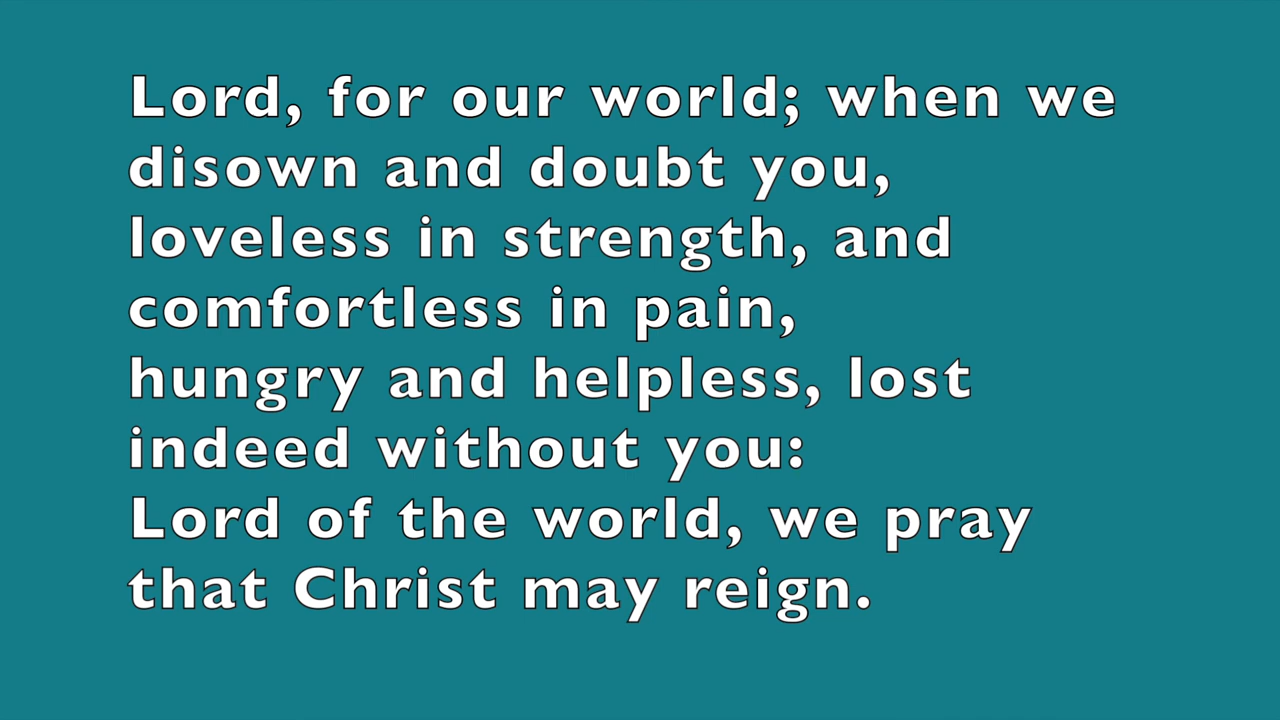 Lord, for our world; when we
disown and doubt you,
loveless in strength, and
comfortless in pain,
hungry and helpless, lost
indeed without you:
Lord of the world, we pray
that Christ may reign.